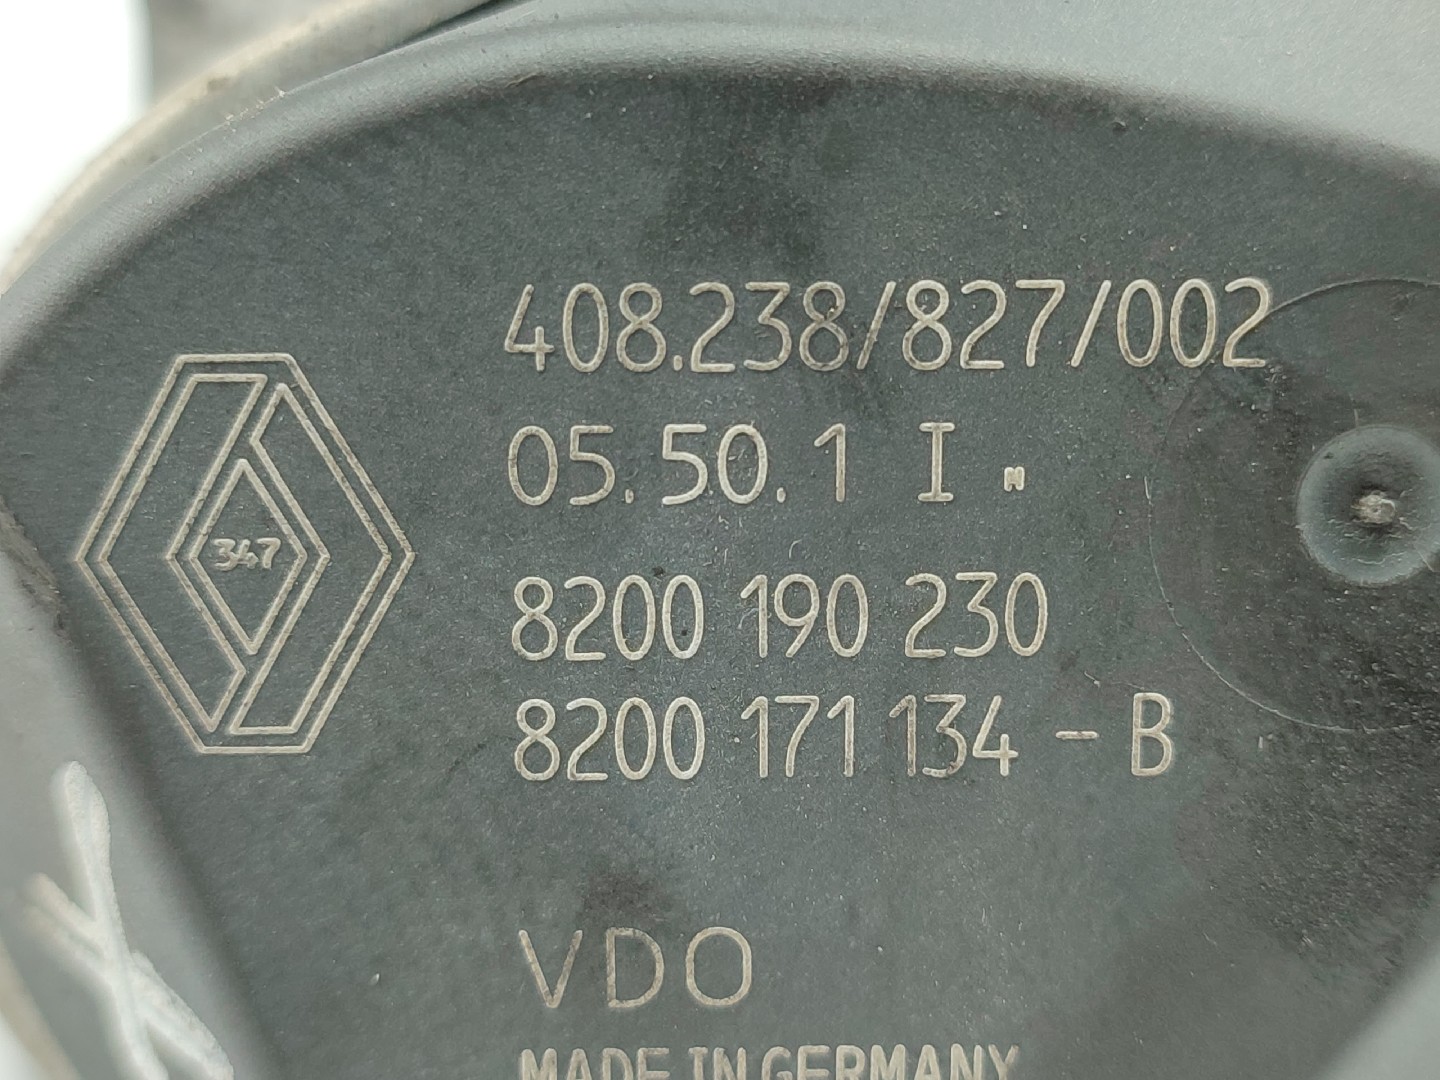 408.238/827/002
05.50.1 I M
347
8200 190 230
8200 171 134 - B
VDO
MADE IN GERMANY